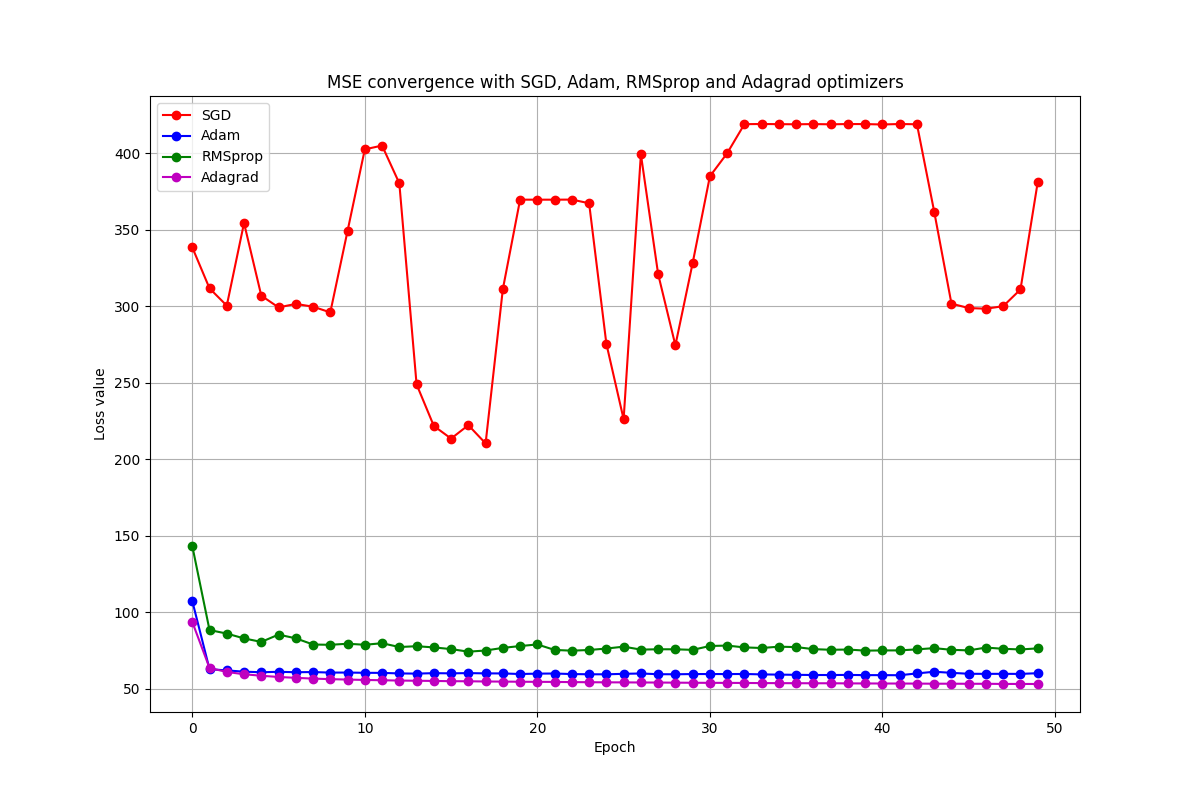 MSE convergence with SGD, Adam, RMSprop and Adagrad optimizers
SGD
Adam
RMSprop
Adagrad
400
350
300
250
200
150
100
50
Loss value
0 10 20 30 40 50
Epoch